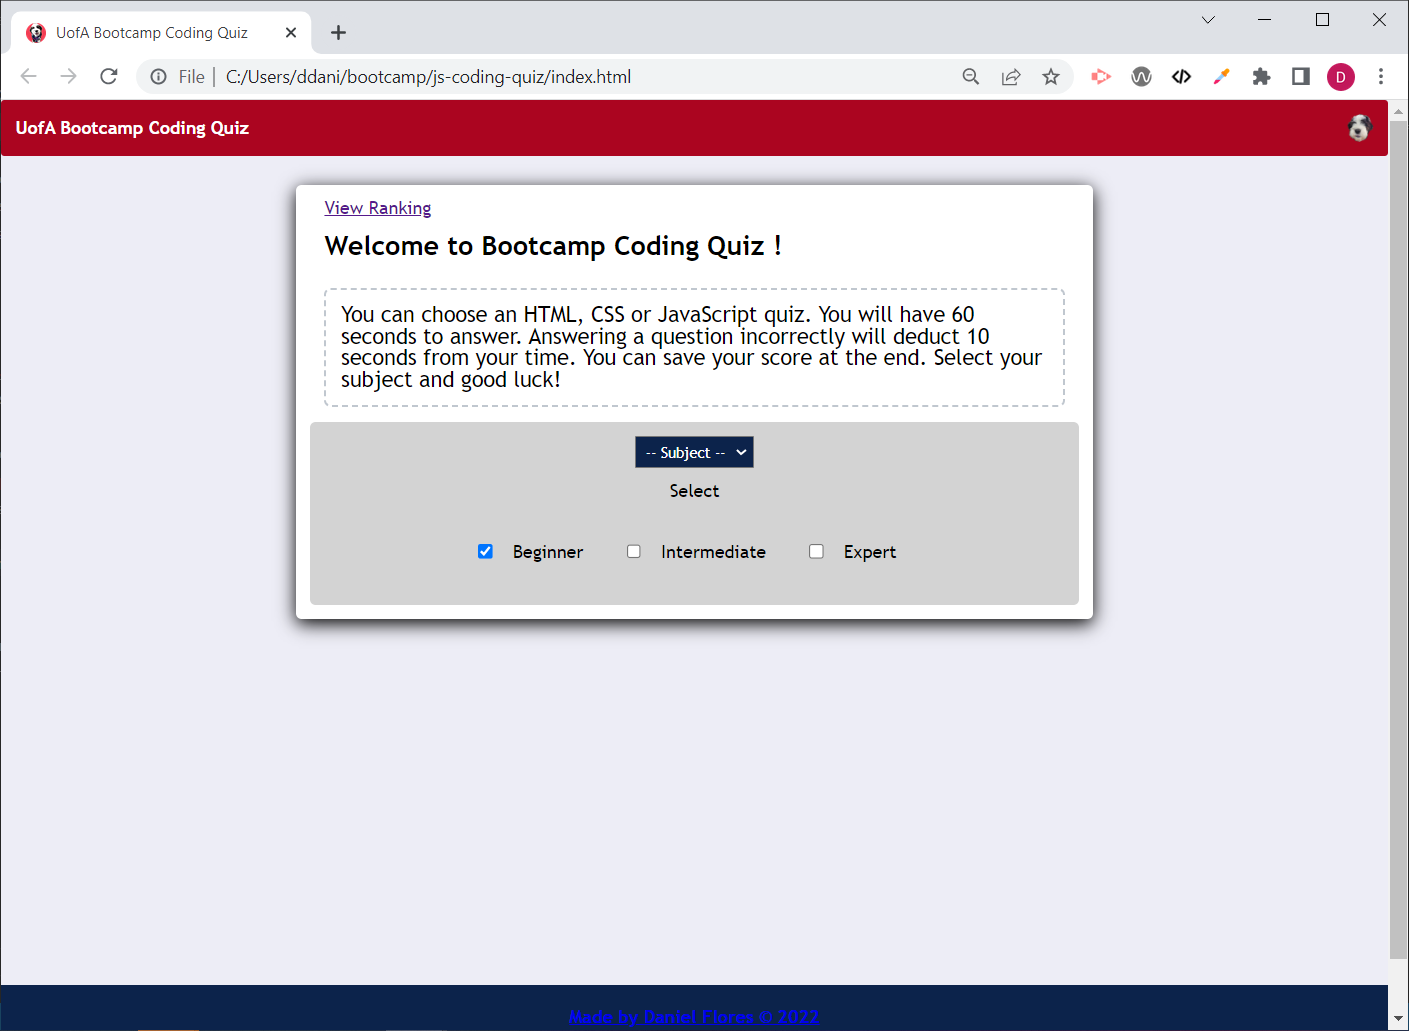 UofA Bootcamp Coding Quiz
File | C:/Users/ddani/bootcamp/js-coding-quiz/index.html
D
UofA Bootcamp Coding Quiz
View Ranking
Welcome to Bootcamp Coding Quiz !
You can choose an HTML, CSS or JavaScript quiz. You will have 60
seconds to answer. Answering a question incorrectly will deduct 10
seconds from your time. You can save your score at the end. Select your
subject and good luck!
-- Subject --
Select
Beginner Intermediate Expert
Made by Daniel Flores © 2022